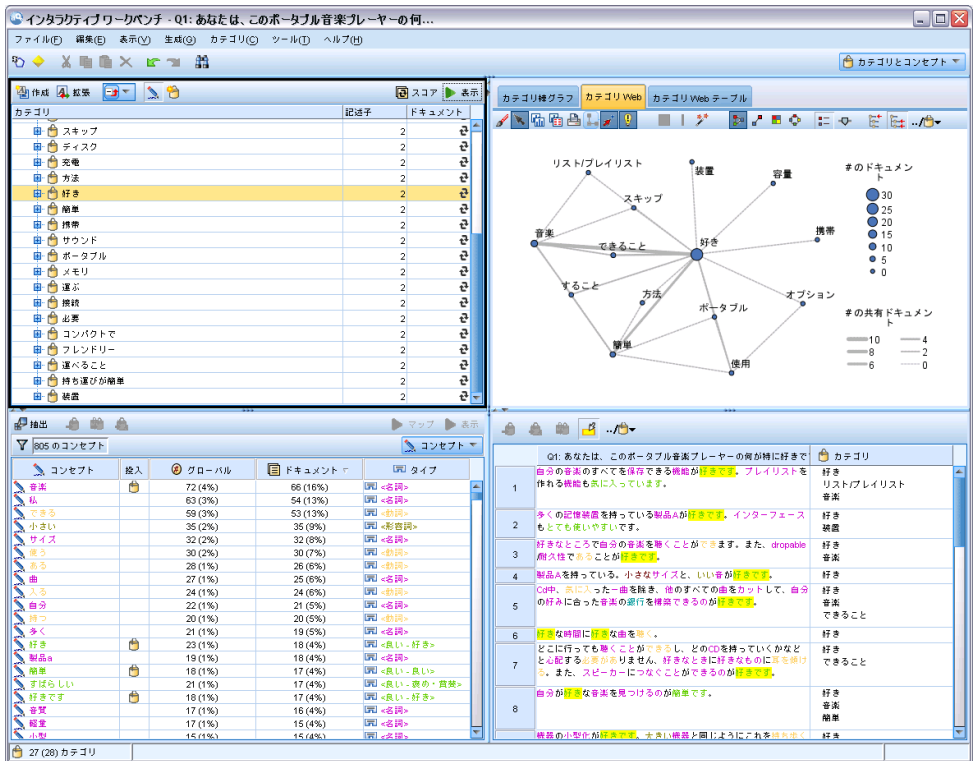 インタラクティブ ワークベンチ - Q1: あなたは、このポータブル音楽プレーヤーの何...
ファイル(F) 編集(E) 表示(V) 生成(G) カテゴリ(C) ツール(T) ヘルプ(H)
カテゴリとコンセプト
作成 拡張 スコア 表示
カテゴリ 記述子 ドキュメント
スキップ 2
ディスク 2
充電 2
方法 2
好き 2
簡単 2
携帯 2
サウンド 2
ポータブル 2
メモリ 2
運ぶ 2
接続 2
必要 2
コンパクトで 2
フレンドリー 2
運べること 2
持ち運びが簡単 2
装置 2
カテゴリ棒グラフ カテゴリ Web カテゴリ Web テーブル
../
リスト/プレイリスト
装置
容量
スキップ
音楽
できること
好き
携帯
すること
方法
ポータブル
オプション
簡単
使用
# のドキュメント
30
25
20
15
10
5
0
# の共有ドキュメント
10 4
8 2
6 0
抽出 マップ 表示
805 のコンセプト コンセプト
コンセプト 投入 グローバル ドキュメント タイプ
音楽 72 (4%) 66 (16%) <名詞>
私 63 (3%) 54 (13%) <名詞>
できる 59 (3%) 53 (13%) <動詞>
小さい 35 (2%) 35 (9%) <形容詞>
サイズ 32 (2%) 32 (8%) <名詞>
使う 30 (2%) 30 (7%) <動詞>
ある 28 (1%) 26 (6%) <動詞>
曲 27 (1%) 25 (6%) <名詞>
入る 24 (1%) 24 (6%) <動詞>
自分 22 (1%) 21 (5%) <名詞>
持つ 20 (1%) 20 (5%) <動詞>
多く 21 (1%) 19 (5%) <名詞>
好き 23 (1%) 18 (4%) <良い - 好き>
製品a 19 (1%) 18 (4%) <名詞>
簡単 18 (1%) 17 (4%) <良い - 良い>
すばらしい 21 (1%) 17 (4%) <良い - 褒め・賞賛>
好きです 18 (1%) 17 (4%) <良い - 好き>
音質 17 (1%) 16 (4%) <名詞>
軽量 17 (1%) 15 (4%) <名詞>
小型 15 (1%) 15 (4%) <名詞>
../
Q1: あなたは、このポータブル音楽プレーヤーの何が特に好きで カテゴリ
1 自分の音楽のすべてを保存できる機能が好きです。プレイリストを 好き
作れる機能も気に入っています。 リスト/プレイリスト
音楽
2 多くの記憶装置を持っている製品Aが好きです。インターフェース 好き
もとても使いやすいです。 装置
3 好きなところで自分の音楽を聴くことができます。また、dropable 好き
/耐久性であることが好きです。 音楽
4 製品Aを持っている。小さなサイズと、いい音が好きです。 好き
5 Cd中、気に入った一曲を除き、他のすべての曲をカットして、自分 好き
の好みに合った音楽の銀行を構築できるのが好きです。 音楽
できること
6 好きな時間に好きな曲を聴く。 好き
7 どこに行っても聴くことができるし、どのCDを持っていくかなど 好き
と心配する必要がありません、好きなときに好きなものに耳を傾け できること
る。また、スピーカーにつなぐことができるのが好きです。
8 自分が好きな音楽を見つけるのが簡単です。 好き
音楽
簡単
機器の小型化が好きです。大きい機器と同じようにこれを持ち歩く 好き
27 (28) カテゴリ